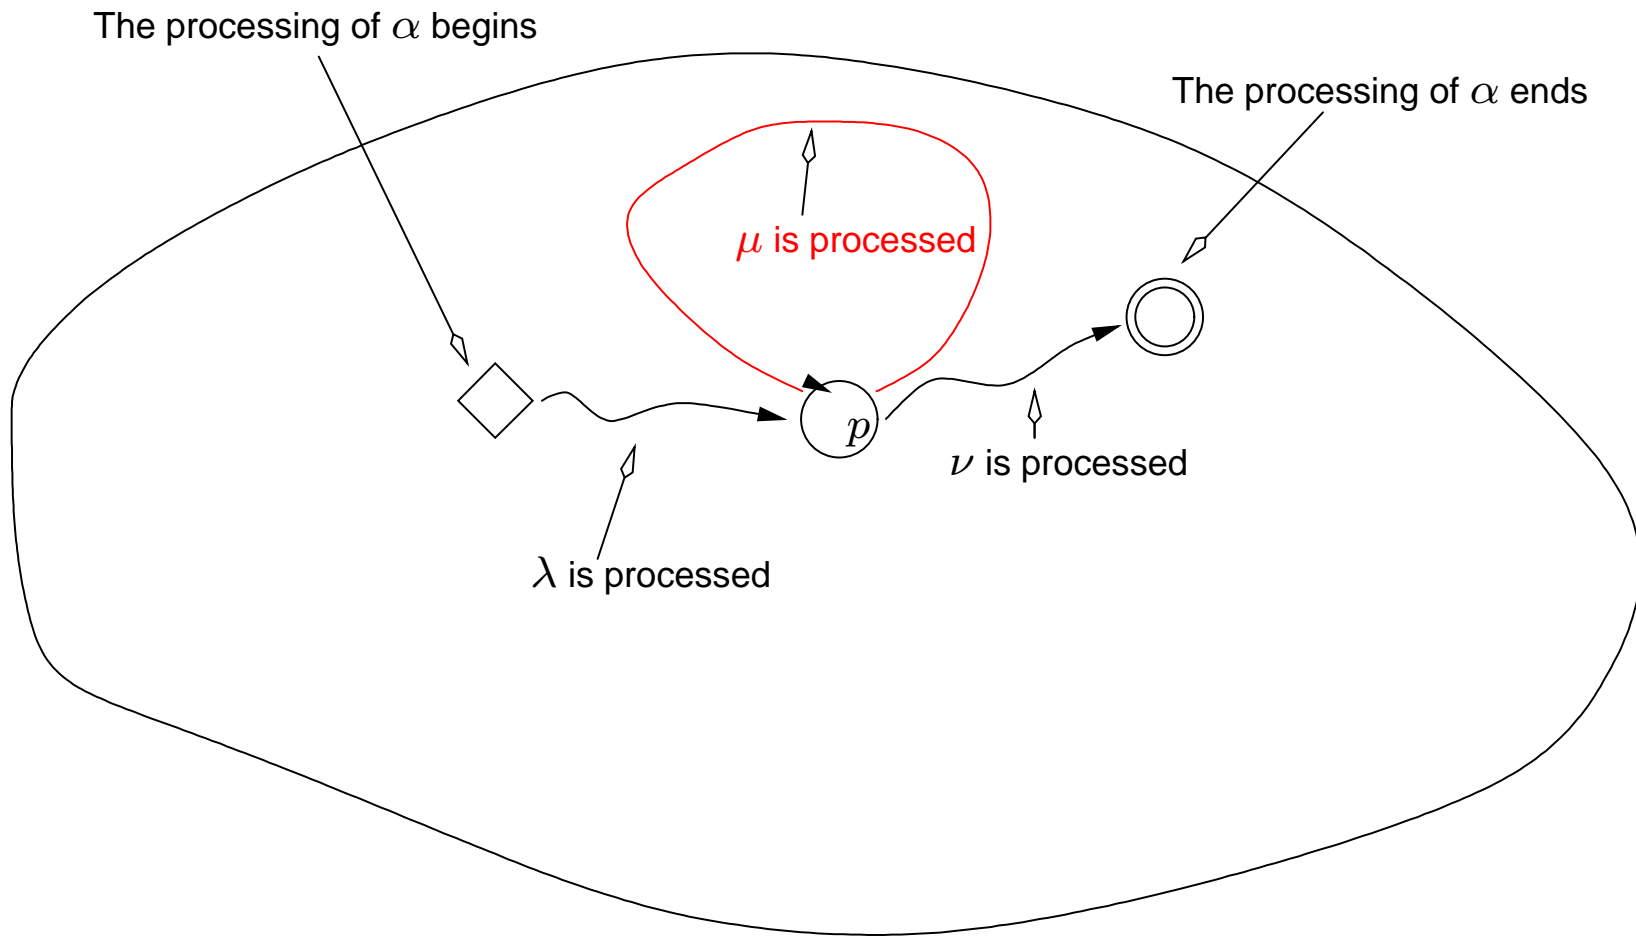 The processing of α begins
The processing of α ends
μ is processed
p
ν is processed
λ is processed